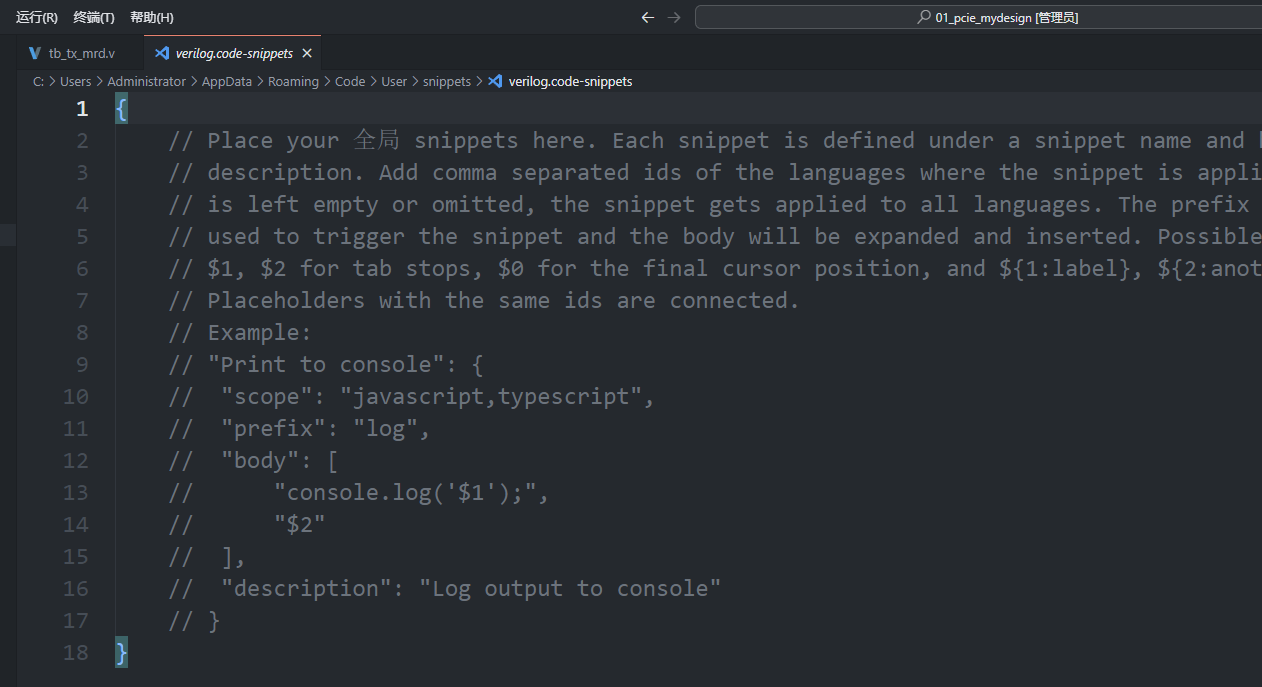 运行(R) 终端(T) 帮助(H) 01_pcie_mydesign [管理员]
tb_tx_mrd.v verilog.code-snippets
C: > Users > Administrator > AppData > Roaming > Code > User > snippets > verilog.code-snippets
1 {
2 // Place your 全局 snippets here. Each snippet is defined under a snippet name and
3 // description. Add comma separated ids of the languages where the snippet is appli
4 // is left empty or omitted, the snippet gets applied to all languages. The prefix
5 // used to trigger the snippet and the body will be expanded and inserted. Possible
6 // $1, $2 for tab stops, $0 for the final cursor position, and ${1:label}, ${2:anot
7 // Placeholders with the same ids are connected.
8 // Example:
9 // "Print to console": {
10 // "scope": "javascript,typescript",
11 // "prefix": "log",
12 // "body": [
13 // "console.log('$1');",
14 // "$2"
15 // ],
16 // "description": "Log output to console"
17 // }
18 }